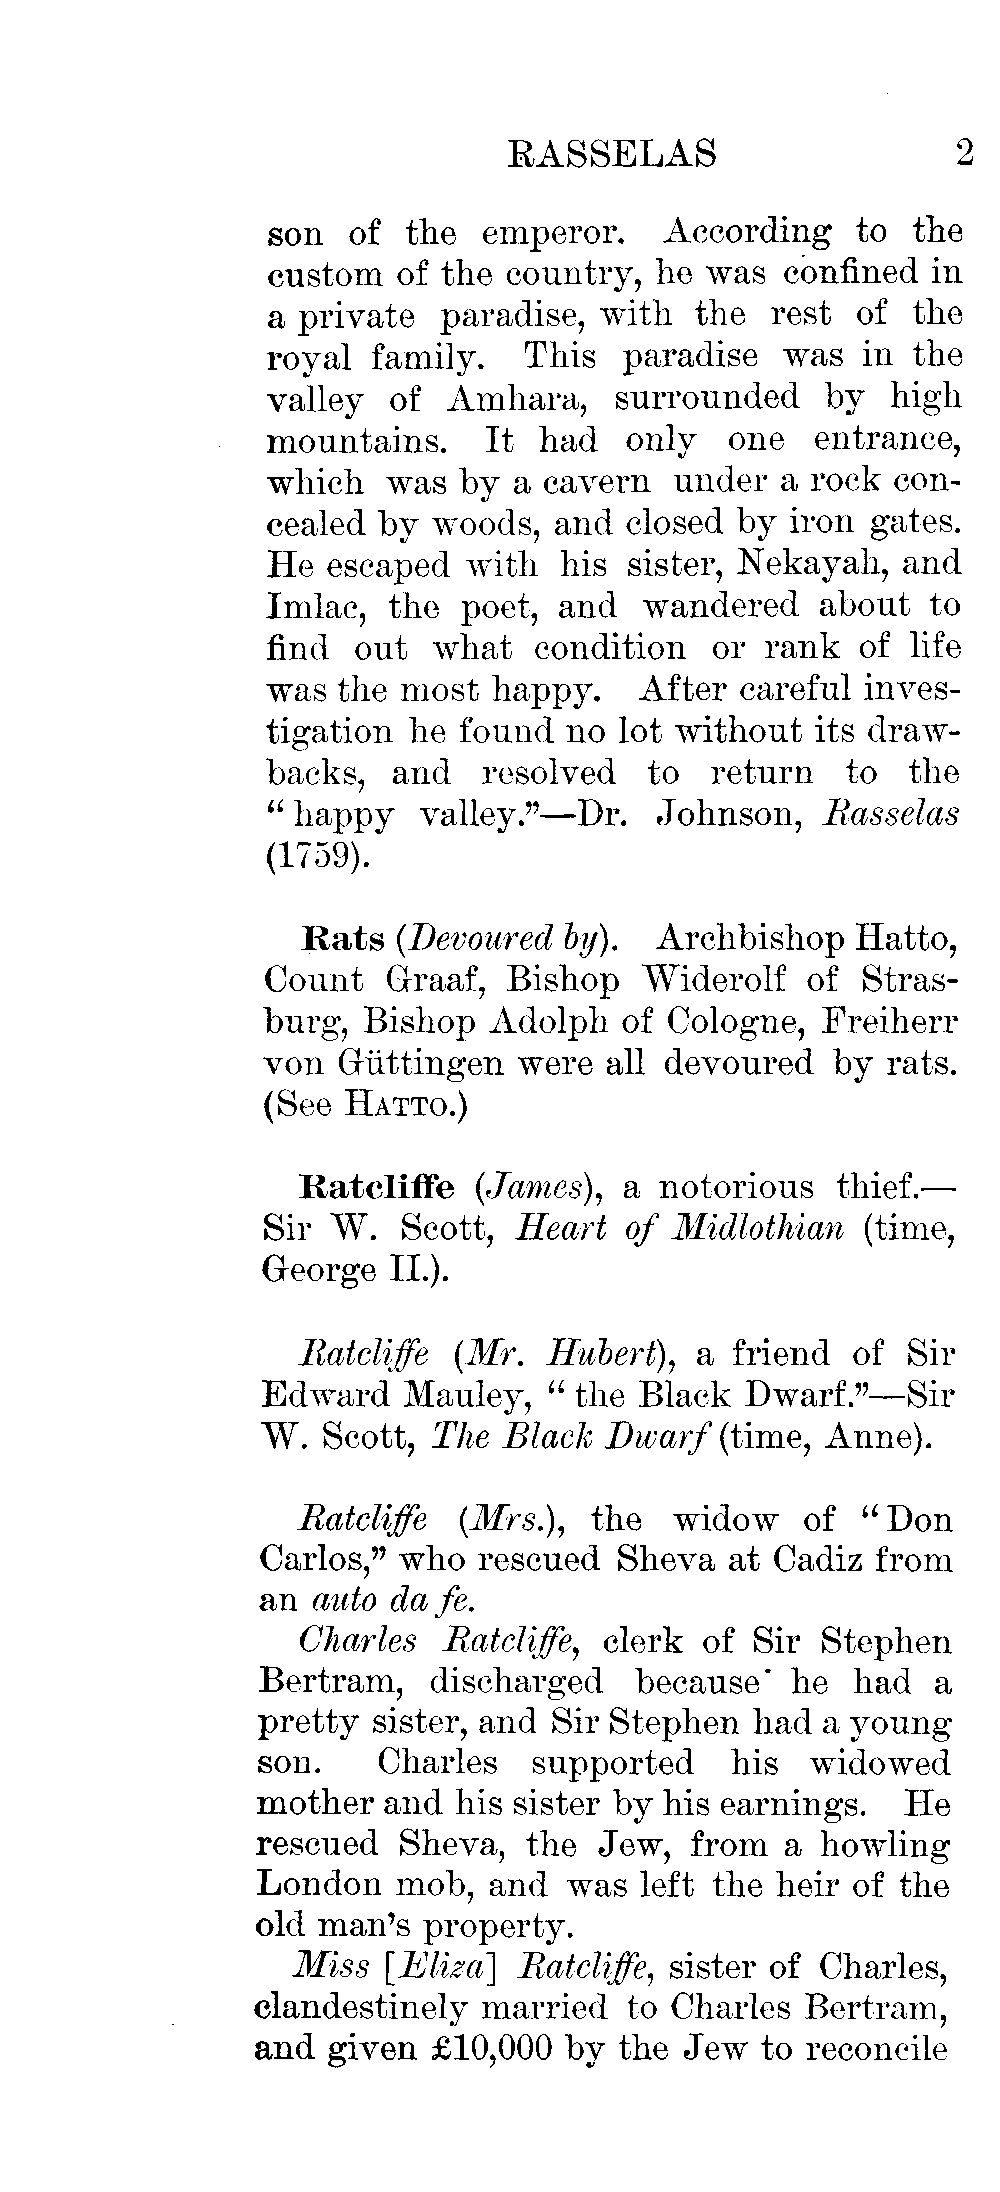 RASSELAS 2
son of the emperor. According to the
custom of the country, he was confined in
a private paradise, with the rest of the
royal family. This paradise was in the
valley of Amhara, surrounded by high
mountains. It had only one entrance,
which was by a cavern under a rock con-
cealed by woods, and closed by iron gates.
He escaped with his sister, Nekayah, and
Imlac, the poet, and wandered about to
find out what condition or rank of life
was the most happy. After careful inves-
tigation he found no lot without its draw-
backs, and resolved to return to the
“happy valley.”—Dr. Johnson, Rasselas
(1759).
Rats (Devoured by). Archbishop Hatto,
Count Graaf, Bishop Widerolf of Stras-
burg, Bishop Adolph of Cologne, Freiherr
von Güttingen were all devoured by rats.
(See HATTO.)
Ratcliffe (James), a notorious thief.—
Sir W. Scott, Heart of Midlothian (time,
George II.).
Ratcliffe (Mr. Hubert), a friend of Sir
Edward Mauley, “the Black Dwarf.”—Sir
W. Scott, The Black Dwarf (time, Anne).
Ratcliffe (Mrs.), the widow of “Don
Carlos,” who rescued Sheva at Cadiz from
an auto da fe.
Charles Ratcliffe, clerk of Sir Stephen
Bertram, discharged because he had a
pretty sister, and Sir Stephen had a young
son. Charles supported his widowed
mother and his sister by his earnings. He
rescued Sheva, the Jew, from a howling
London mob, and was left the heir of the
old man's property.
Miss [Eliza] Ratcliffe, sister of Charles,
clandestinely married to Charles Bertram,
and given £10,000 by the Jew to reconcile